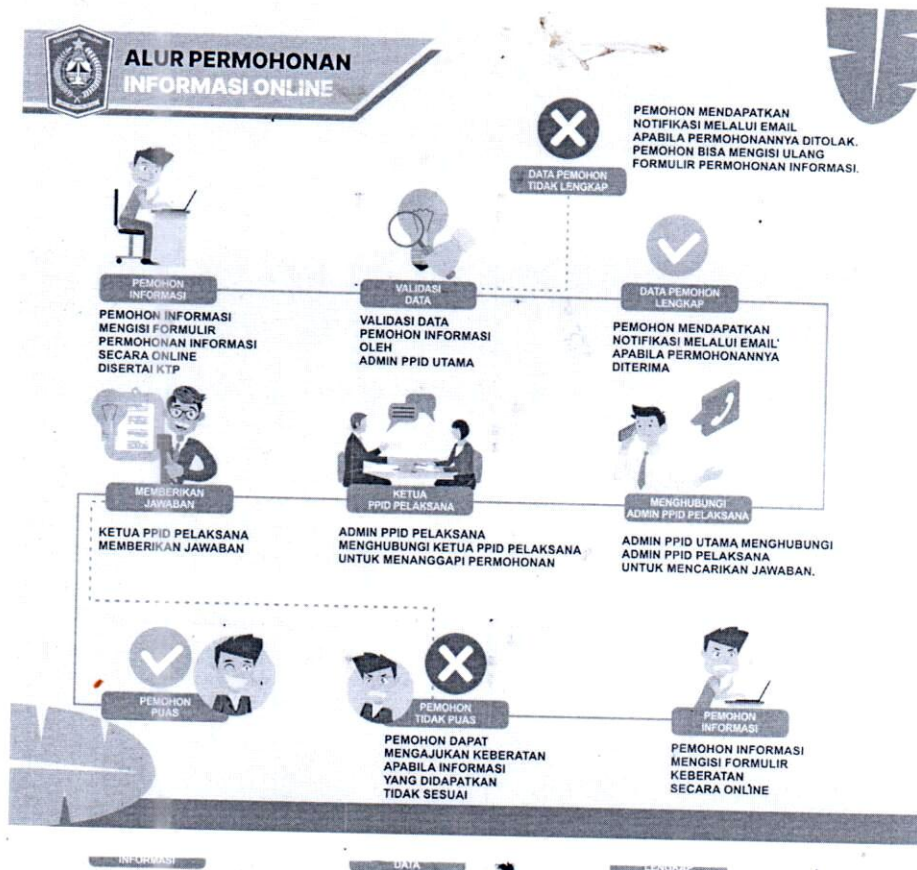 ALUR PERMOHONAN
INFORMASI ONLINE
PEMOHON MENDAPATKAN
NOTIFIKASI MELALUI EMAIL
APABILA PERMOHONANNYA DITOLAK.
PEMOHON BISA MENGISI ULANG
FORMULIR PERMOHONAN INFORMASI.
DATA PEMOHON
TIDAK LENGKAP
PEMOHON
INFORMASI
PEMOHON INFORMASI
MENGISI FORMULIR
PERMOHONAN INFORMASI
SECARA ONLINE
DISERTAI KTP
VALIDASI
DATA
VALIDASI DATA
PEMOHON INFORMASI
OLEH
ADMIN PPID UTAMA
DATA PEMOHON
LENGKAP
PEMOHON MENDAPATKAN
NOTIFIKASI MELALUI EMAIL
APABILA PERMOHONANNYA
DITERIMA
MEMBERIKAN
JAWABAN
KETUA PPID PELAKSANA
MEMBERIKAN JAWABAN
KETUA
PPID PELAKSANA
ADMIN PPID PELAKSANA
MENGHUBUNGI KETUA PPID PELAKSANA
UNTUK MENANGGAPI PERMOHONAN
MENGHUBUNGI
ADMIN PPID PELAKSANA
ADMIN PPID UTAMA MENGHUBUNGI
ADMIN PPID PELAKSANA
UNTUK MENCARIKAN JAWABAN.
PEMOHON
PUAS
PEMOHON
TIDAK PUAS
PEMOHON DAPAT
MENGAJUKAN KEBERATAN
APABILA INFORMASI
YANG DIDAPATKAN
TIDAK SESUAI
PEMOHON
INFORMASI
PEMOHON INFORMASI
MENGISI FORMULIR
KEBERATAN
SECARA ONLINE
INFORMASI
DATA
LENGKAP